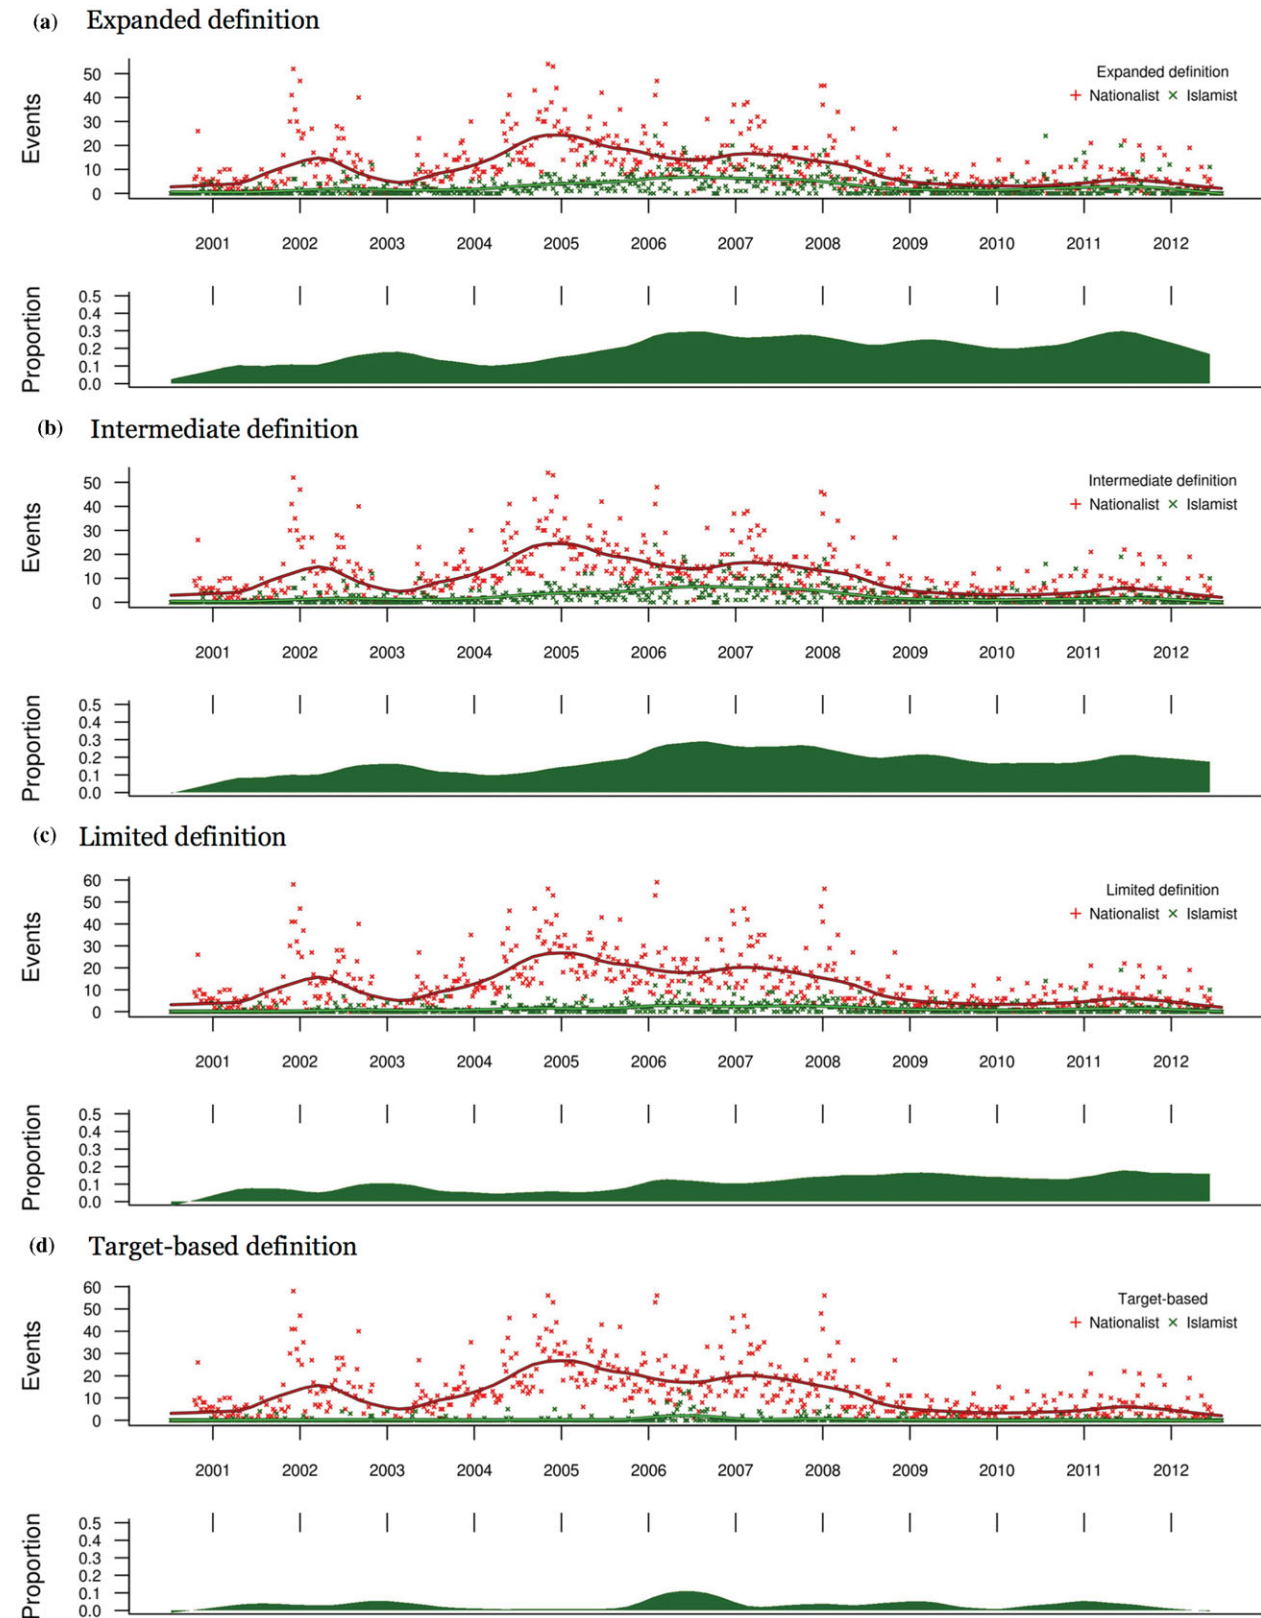 (a) Expanded definition
Events
50
40
30
20
10
0
Expanded definition
+ Nationalist × Islamist
2001 2002 2003 2004 2005 2006 2007 2008 2009 2010 2011 2012
Proportion
0.5
0.4
0.3
0.2
0.1
0.0
(b) Intermediate definition
Events
50
40
30
20
10
0
Intermediate definition
+ Nationalist × Islamist
2001 2002 2003 2004 2005 2006 2007 2008 2009 2010 2011 2012
Proportion
0.5
0.4
0.3
0.2
0.1
0.0
(c) Limited definition
Events
60
50
40
30
20
10
0
Limited definition
+ Nationalist × Islamist
2001 2002 2003 2004 2005 2006 2007 2008 2009 2010 2011 2012
Proportion
0.5
0.4
0.3
0.2
0.1
0.0
(d) Target-based definition
Events
60
50
40
30
20
10
0
Target-based
+ Nationalist × Islamist
2001 2002 2003 2004 2005 2006 2007 2008 2009 2010 2011 2012
Proportion
0.5
0.4
0.3
0.2
0.1
0.0